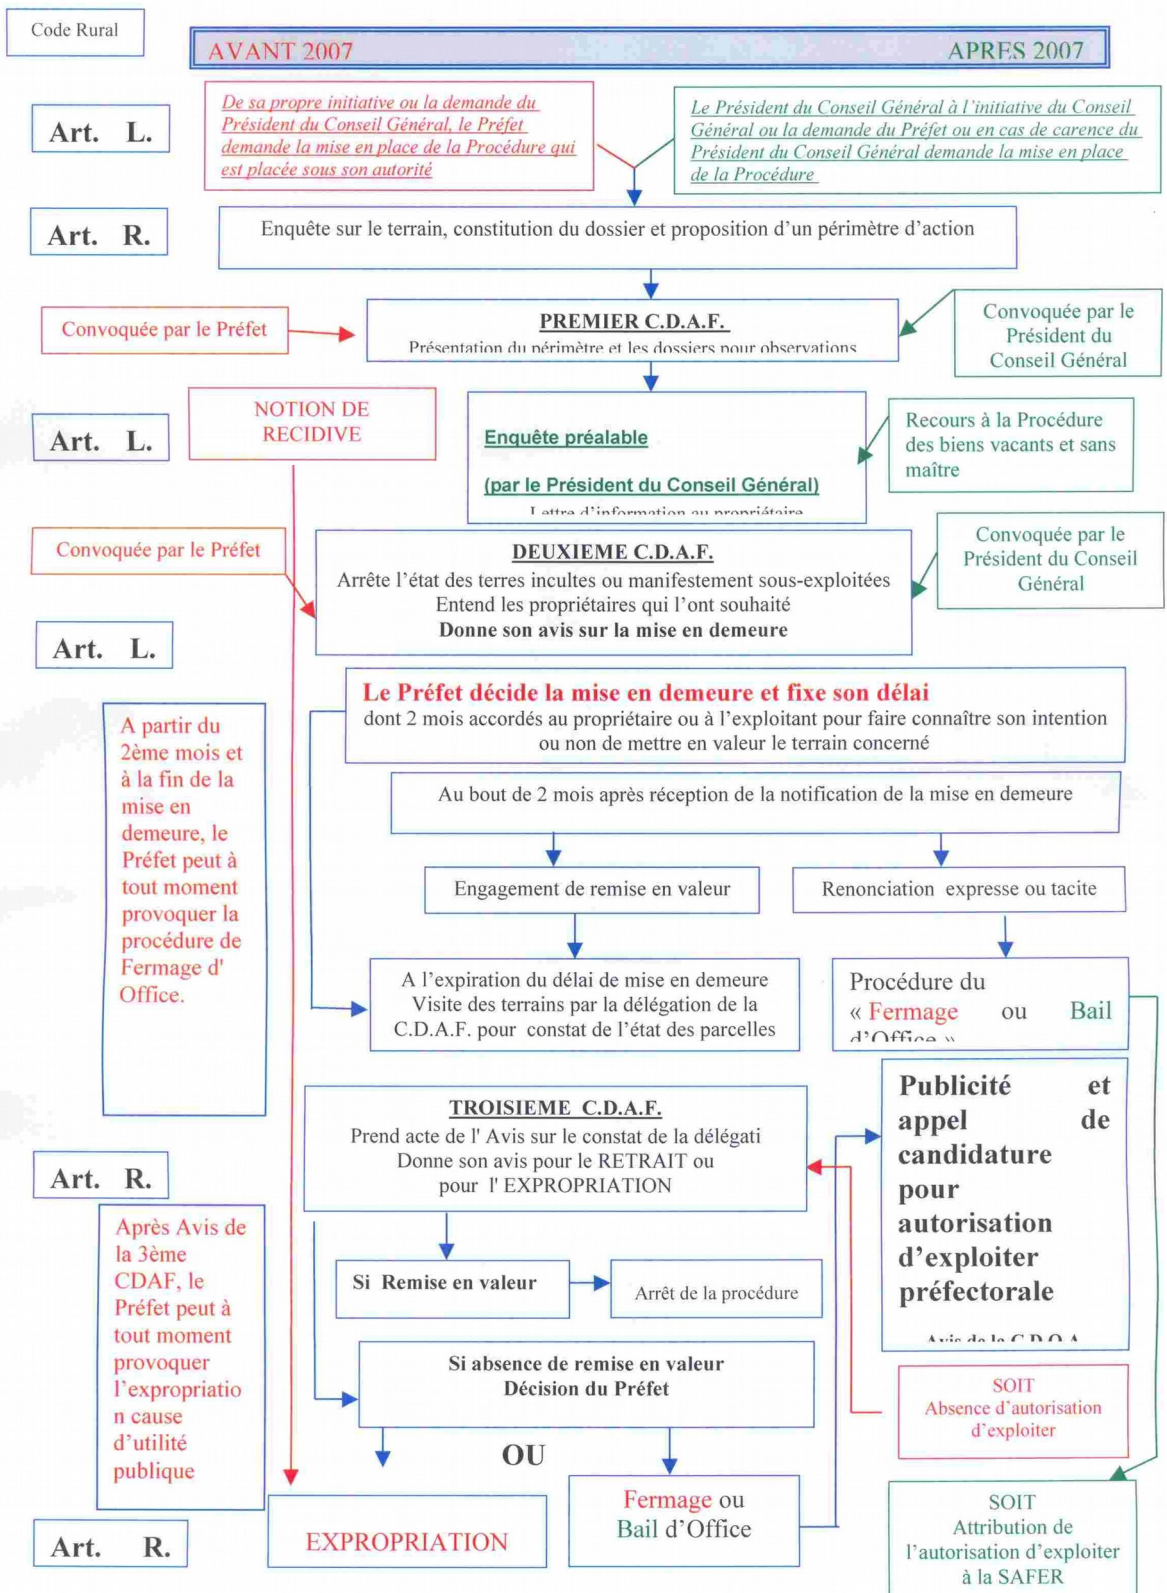 Code Rural
AVANT 2007
APRES 2007
Art. L.
De sa propre initiative ou la demande du
Président du Conseil Général, le Préfet
demande la mise en place de la Procédure qui
est placée sous son autorité
Le Président du Conseil Général à l'initiative du Conseil
Général ou la demande du Préfet ou en cas de carence du
Président du Conseil Général demande la mise en place
de la Procédure
Art. R.
Enquête sur le terrain, constitution du dossier et proposition d'un périmètre d'action
Convoquée par le Préfet
PREMIER C.D.A.F.
Présentation du périmètre et les dossiers pour observations
Convoquée par le
Président du
Conseil Général
Art. L.
NOTION DE
RECIDIVE
Enquête préalable
(par le Président du Conseil Général)
Lettre d'information au propriétaire
Recours à la Procédure
des biens vacants et sans
maître
Convoquée par le Préfet
DEUXIEME C.D.A.F.
Arrête l'état des terres incultes ou manifestement sous-exploitées
Entend les propriétaires qui l'ont souhaité
Donne son avis sur la mise en demeure
Convoquée par le
Président du Conseil
Général
Art. L.
Le Préfet décide la mise en demeure et fixe son délai
dont 2 mois accordés au propriétaire ou à l'exploitant pour faire connaître son intention
ou non de mettre en valeur le terrain concerné
A partir du
2ème mois et
à la fin de la
mise en
demeure, le
Préfet peut à
tout moment
provoquer la
procédure de
Fermage d'
Office.
Au bout de 2 mois après réception de la notification de la mise en demeure
Engagement de remise en valeur
Renonciation expresse ou tacite
A l'expiration du délai de mise en demeure
Visite des terrains par la délégation de la
C.D.A.F. pour constat de l'état des parcelles
Procédure du
« Fermage ou Bail
d'Office »
TROISIEME C.D.A.F.
Prend acte de l' Avis sur le constat de la délégati
Donne son avis pour le RETRAIT ou
pour l' EXPROPRIATION
Publicité et
appel de
candidature
pour
autorisation
d'exploiter
préfectorale
Avis de la C.D.O.A
Art. R.
Après Avis de
la 3ème
CDAF, le
Préfet peut à
tout moment
provoquer
l'expropriatio
n cause
d'utilité
publique
Si Remise en valeur
Arrêt de la procédure
Si absence de remise en valeur
Décision du Préfet
SOIT
Absence d'autorisation
d'exploiter
OU
Art. R.
EXPROPRIATION
Fermage ou
Bail d'Office
SOIT
Attribution de
l'autorisation d'exploiter
à la SAFER